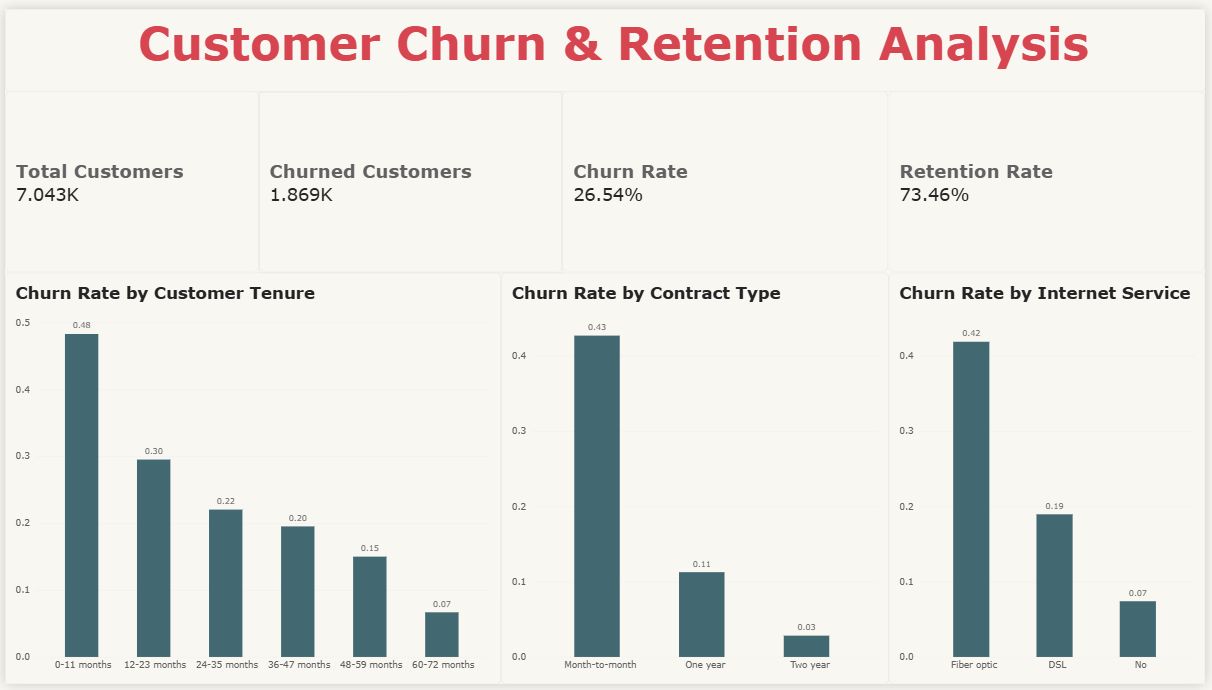 Customer Churn & Retention Analysis
Total Customers
7.043K
Churned Customers
1.869K
Churn Rate
26.54%
Retention Rate
73.46%
Churn Rate by Customer Tenure
0.5
0.4
0.3
0.2
0.1
0.0
0.48
0.30
0.22
0.20
0.15
0.07
0-11 months
12-23 months
24-35 months
36-47 months
48-59 months
60-72 months
Churn Rate by Contract Type
0.4
0.3
0.2
0.1
0.0
0.43
0.11
0.03
Month-to-month
One year
Two year
Churn Rate by Internet Service
0.4
0.3
0.2
0.1
0.0
0.42
0.19
0.07
Fiber optic
DSL
No